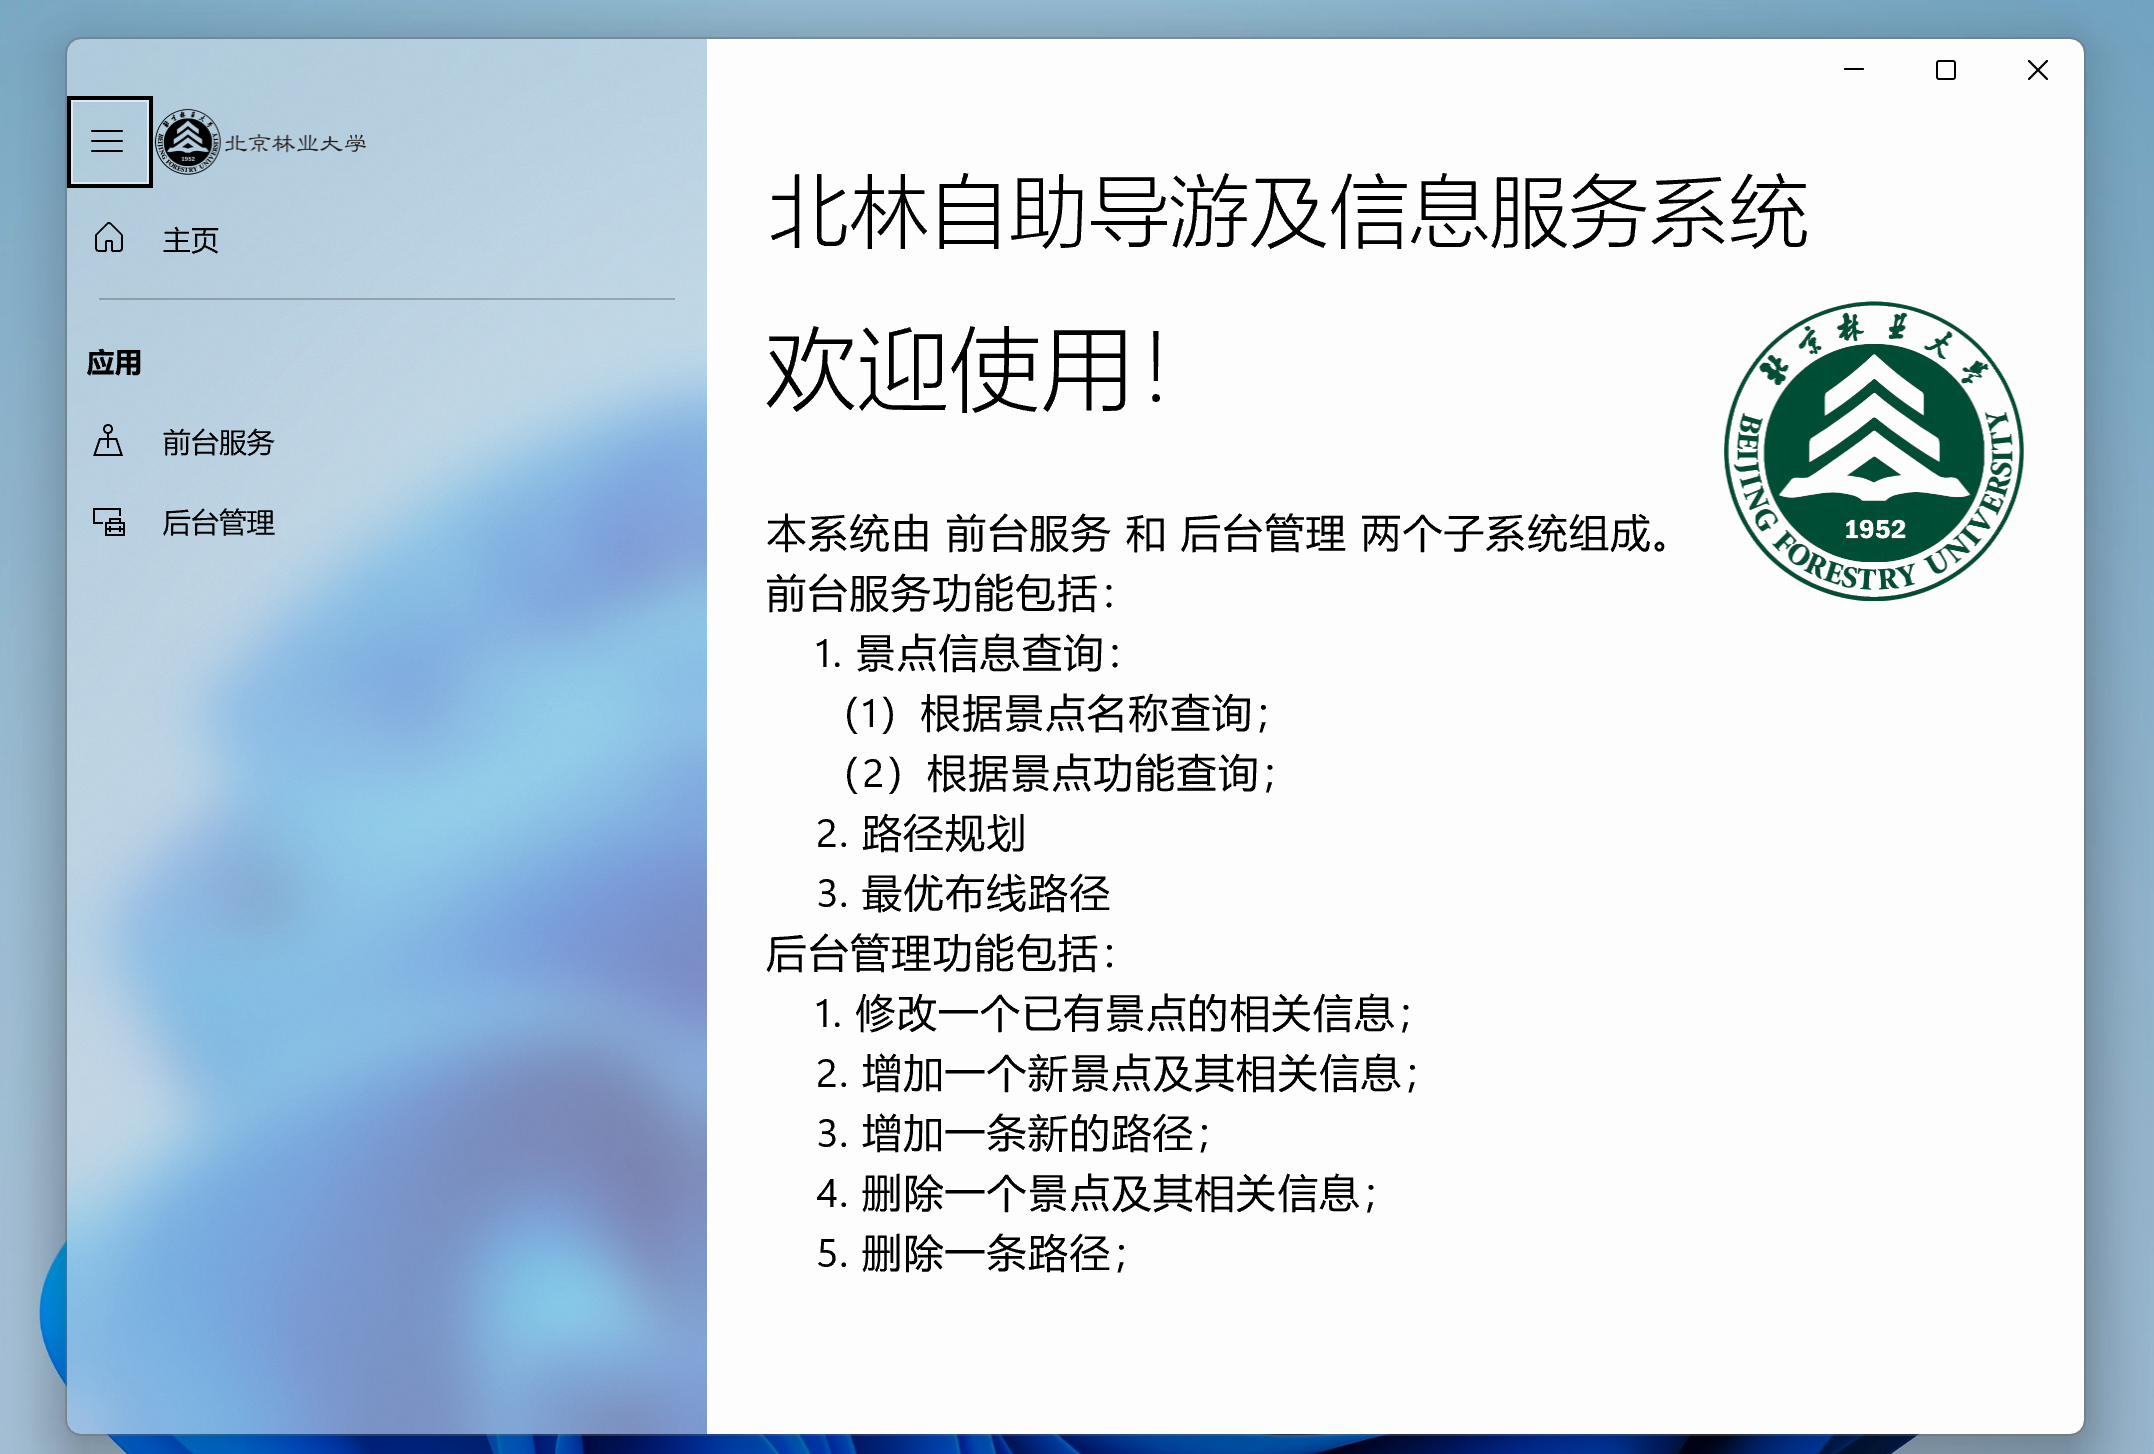 北京林业大学
主页
应用
前台服务
后台管理
北林自助导游及信息服务系统
欢迎使用！
北京林业大学
BEIJING FORESTRY UNIVERSITY
1952
本系统由 前台服务 和 后台管理 两个子系统组成。
前台服务功能包括：
1. 景点信息查询：
（1）根据景点名称查询；
（2）根据景点功能查询；
2. 路径规划
3. 最优布线路径
后台管理功能包括：
1. 修改一个已有景点的相关信息；
2. 增加一个新景点及其相关信息；
3. 增加一条新的路径；
4. 删除一个景点及其相关信息；
5. 删除一条路径；